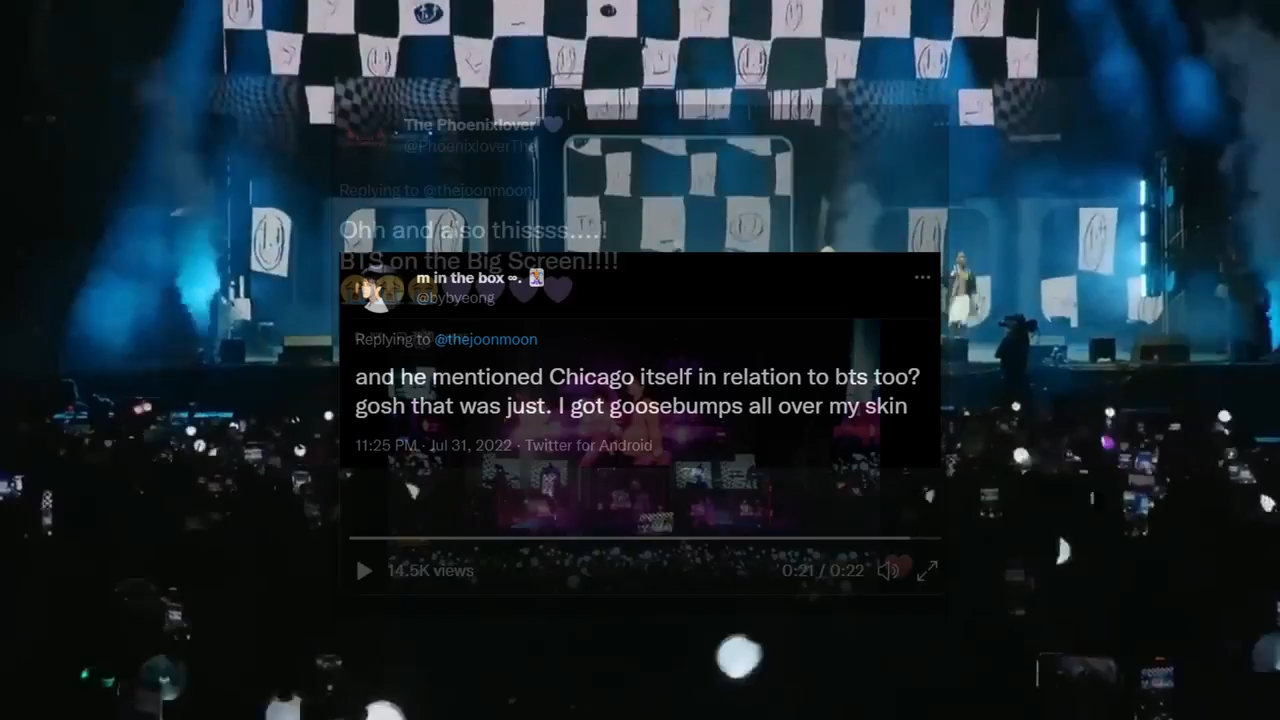 The Phoenixlover 💜
@PhoenixloverThe
Replying to @thejoonmoon
Ohh and also thissss....!
BTS on the Big Screen!!!!
m in the box ∞. 🃏
@bybyeong
Replying to @thejoonmoon
and he mentioned Chicago itself in relation to bts too?
gosh that was just. I got goosebumps all over my skin
11:25 PM · Jul 31, 2022 · Twitter for Android
14.5K views
0:21 / 0:22